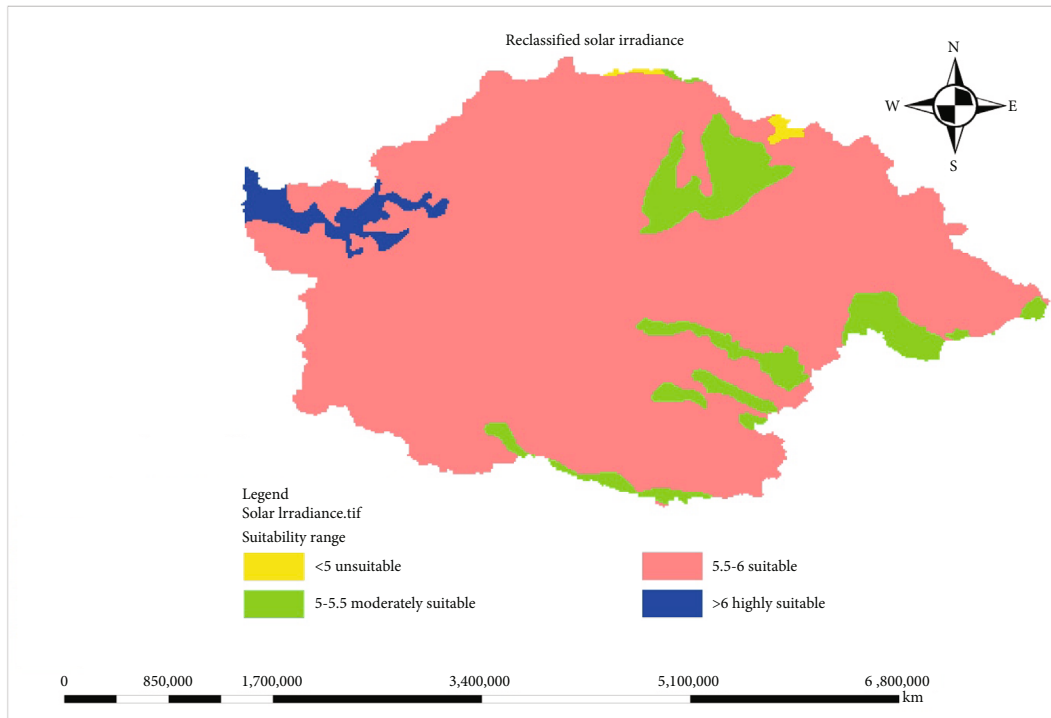 Reclassified solar irradiance
N
W E
S
Legend
Solar lrradiance.tif
Suitability range
<5 unsuitable
5.5-6 suitable
5-5.5 moderately suitable
>6 highly suitable
0 850,000 1,700,000 3,400,000 5,100,000 6 ,800,000
km